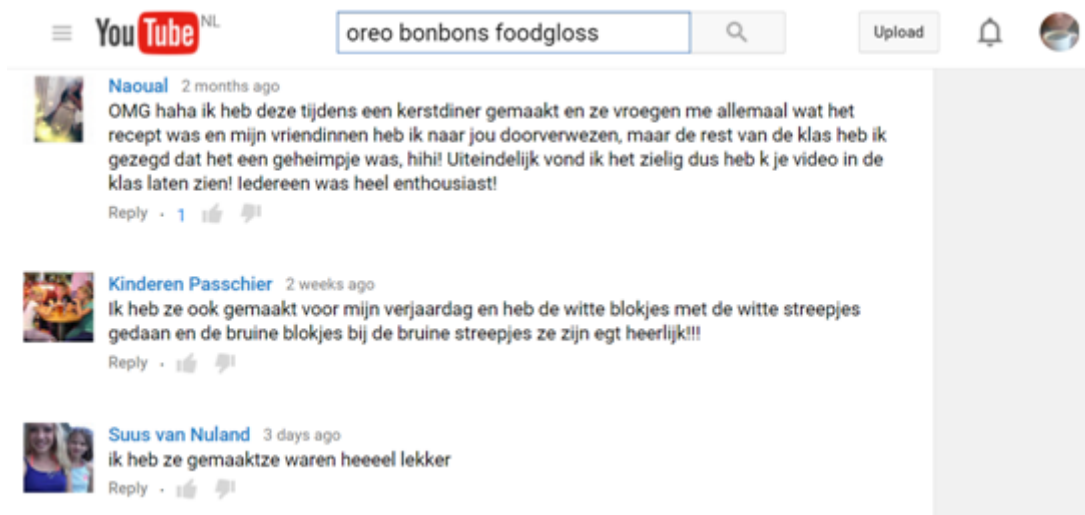 YouTube NL
oreo bonbons foodgloss
Upload
Naoual 2 months ago
OMG haha ik heb deze tijdens een kerstdiner gemaakt en ze vroegen me allemaal wat het
recept was en mijn vriendinnen heb ik naar jou doorverwezen, maar de rest van de klas heb ik
gezegd dat het een geheimpje was, hihi! Uiteindelijk vond ik het zielig dus heb k je video in de
klas laten zien! Iedereen was heel enthousiast!
Reply · 1
Kinderen Passchier 2 weeks ago
Ik heb ze ook gemaakt voor mijn verjaardag en heb de witte blokjes met de witte streepjes
gedaan en de bruine blokjes bij de bruine streepjes ze zijn egt heerlijk!!!
Reply ·
Suus van Nuland 3 days ago
ik heb ze gemaaktze waren heeeel lekker
Reply ·